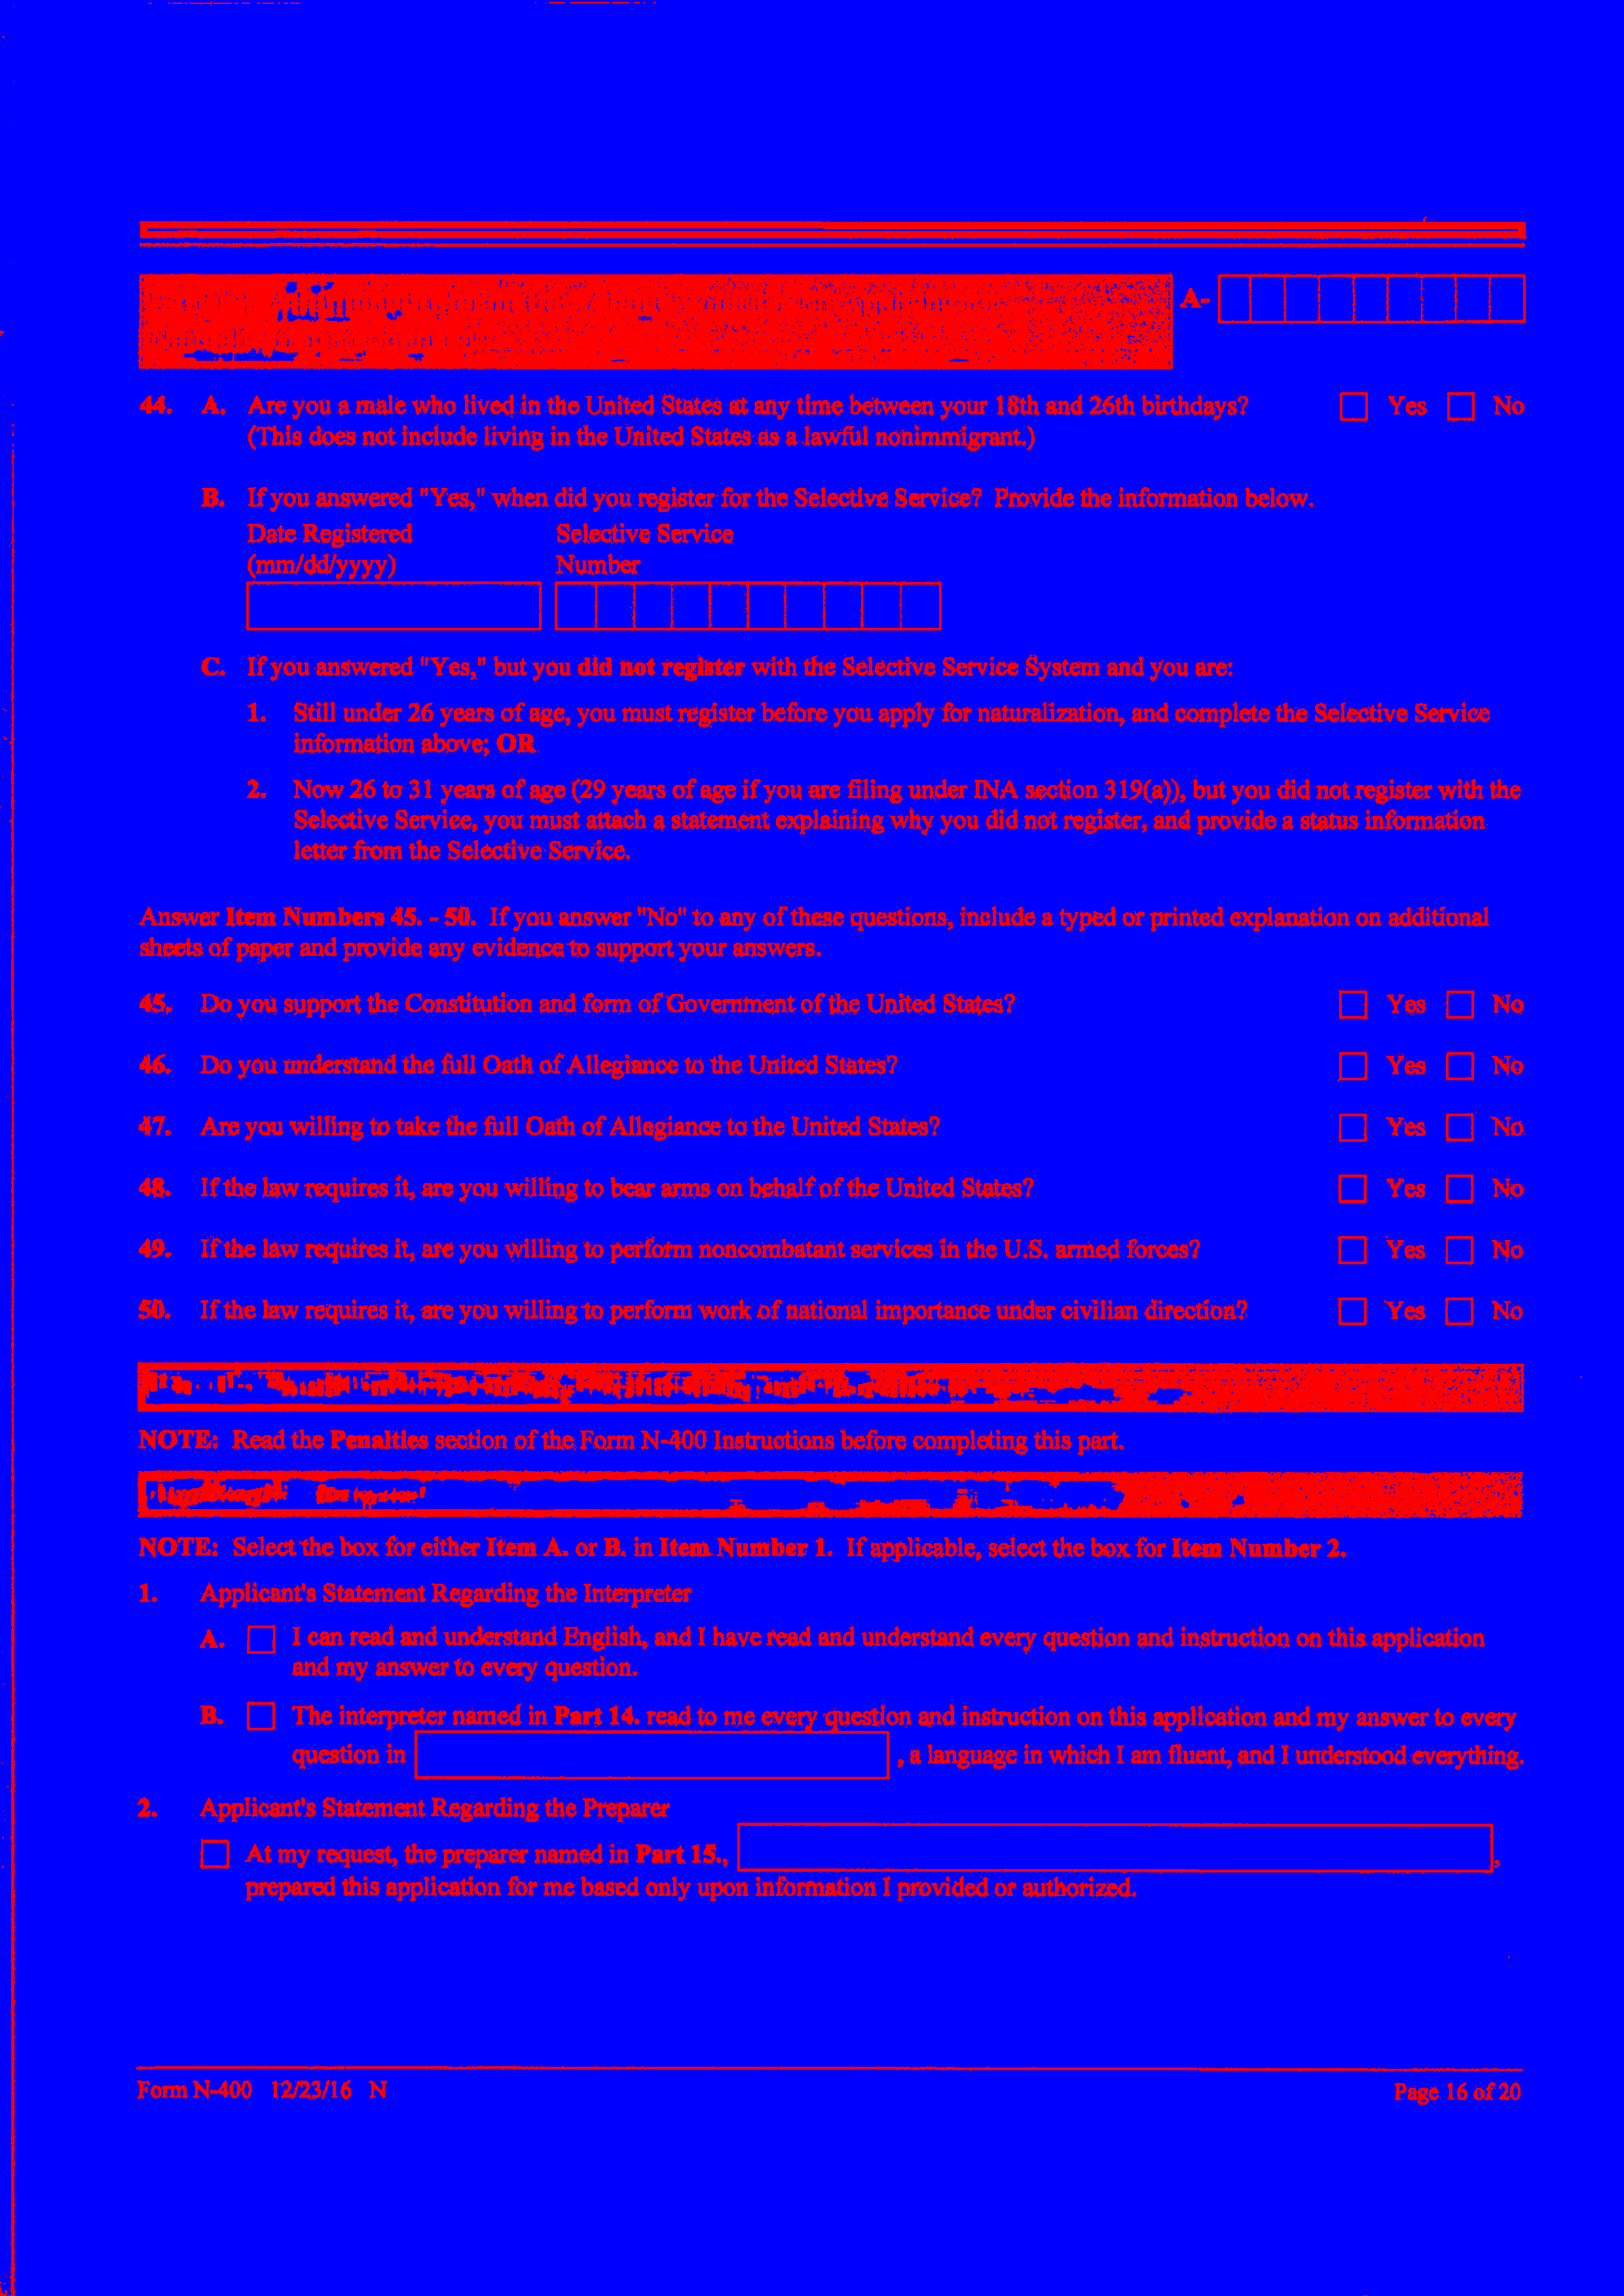 A-
44. A. Are you a male who lived in the United States at any time between your 18th and 26th birthdays? Yes No
(This does not include living in the United States as a lawful nonimmigrant.)
B. If you answered "Yes," when did you register for the Selective Service? Provide the information below.
Date Registered Selective Service
(mm/dd/yyyy) Number
C. If you answered "Yes," but you did not register with the Selective Service System and you are:
1. Still under 26 years of age, you must register before you apply for naturalization, and complete the Selective Service
information above; OR
2. Now 26 to 31 years of age (29 years of age if you are filing under INA section 319(a)), but you did not register with the
Selective Service, you must attach a statement explaining why you did not register, and provide a status information
letter from the Selective Service.
Answer Item Numbers 45. - 50. If you answer "No" to any of these questions, include a typed or printed explanation on additional
sheets of paper and provide any evidence to support your answers.
45. Do you support the Constitution and form of Government of the United States? Yes No
46. Do you understand the full Oath of Allegiance to the United States? Yes No
47. Are you willing to take the full Oath of Allegiance to the United States? Yes No
48. If the law requires it, are you willing to bear arms on behalf of the United States? Yes No
49. If the law requires it, are you willing to perform noncombatant services in the U.S. armed forces? Yes No
50. If the law requires it, are you willing to perform work of national importance under civilian direction? Yes No
NOTE: Read the Penalties section of the Form N-400 Instructions before completing this part.
NOTE: Select the box for either Item A. or B. in Item Number 1. If applicable, select the box for Item Number 2.
1. Applicant's Statement Regarding the Interpreter
A. I can read and understand English, and I have read and understand every question and instruction on this application
and my answer to every question.
B. The interpreter named in Part 14. read to me every question and instruction on this application and my answer to every
question in , a language in which I am fluent, and I understood everything.
2. Applicant's Statement Regarding the Preparer
At my request, the preparer named in Part 15., ,
prepared this application for me based only upon information I provided or authorized.
Form N-400 12/23/16 N Page 16 of 20